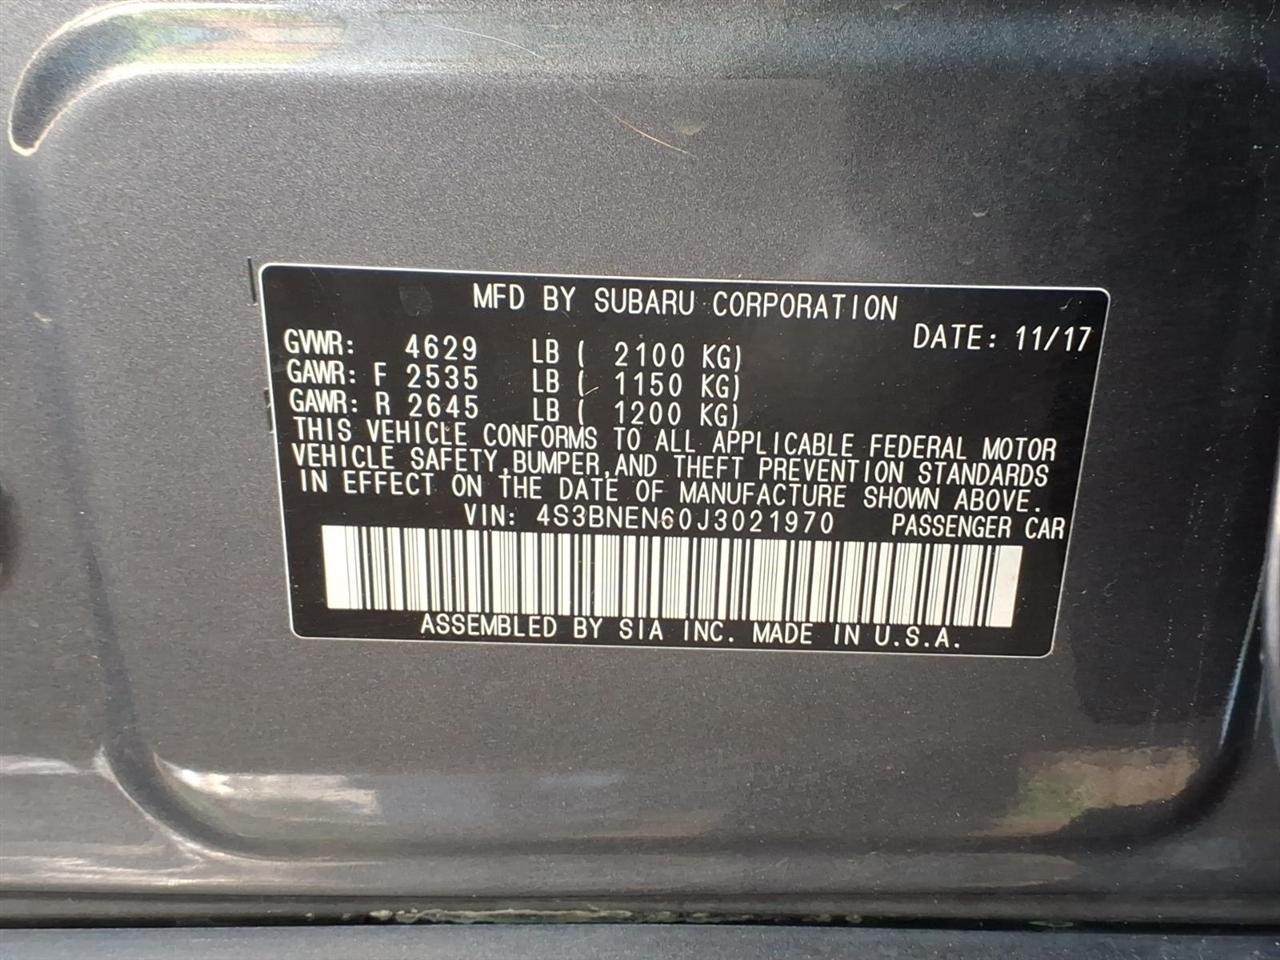 MFD BY SUBARU CORPORATION
DATE: 11/17
GVWR: 4629 LB ( 2100 KG)
GAWR: F 2535 LB ( 1150 KG)
GAWR: R 2645 LB ( 1200 KG)
THIS VEHICLE CONFORMS TO ALL APPLICABLE FEDERAL MOTOR
VEHICLE SAFETY,BUMPER,AND THEFT PREVENTION STANDARDS
IN EFFECT ON THE DATE OF MANUFACTURE SHOWN ABOVE.
VIN: 4S3BNEN60J3021970 PASSENGER CAR
ASSEMBLED BY SIA INC. MADE IN U.S.A.